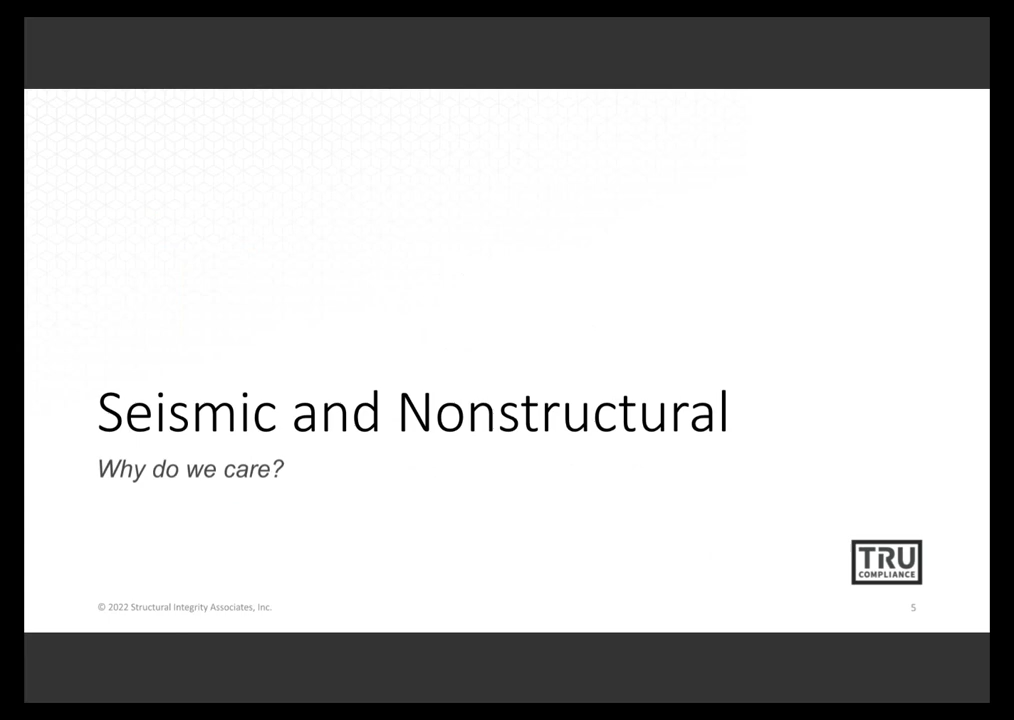 Seismic and Nonstructural
Why do we care?
TRU
COMPLIANCE
© 2022 Structural Integrity Associates, Inc.
5